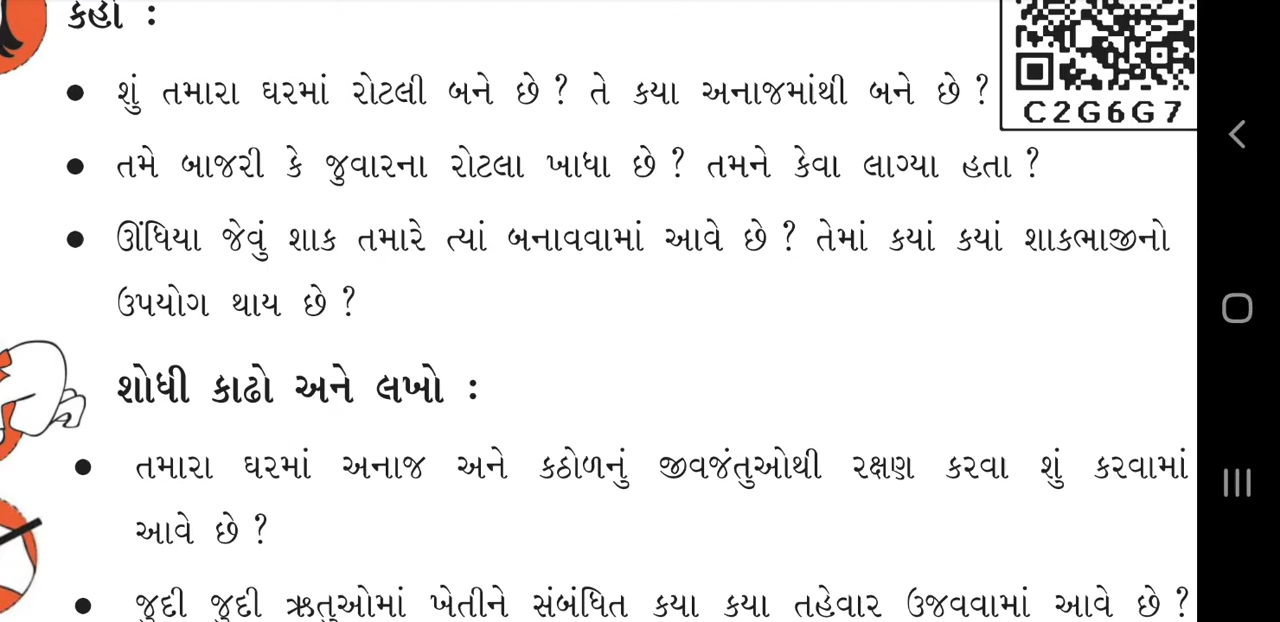 કહો :
શું તમારા ઘરમાં રોટલી બને છે ? તે કયા અનાજમાંથી બને છે ?
C2G6G7
તમે બાજરી કે જુવારના રોટલા ખાધા છે ? તમને કેવા લાગ્યા હતા ?
ઊંધિયા જેવું શાક તમારે ત્યાં બનાવવામાં આવે છે ? તેમાં કયાં કયાં શાકભાજીનો
ઉપયોગ થાય છે ?
શોધી કાઢો અને લખો :
તમારા ઘરમાં અનાજ અને કઠોળનું જીવજંતુઓથી રક્ષણ કરવા શું કરવામાં
આવે છે ?
જુદી જુદી ઋતુઓમાં ખેતીને સંબંધિત કયા કયા તહેવાર ઉજવવામાં આવે છે ?